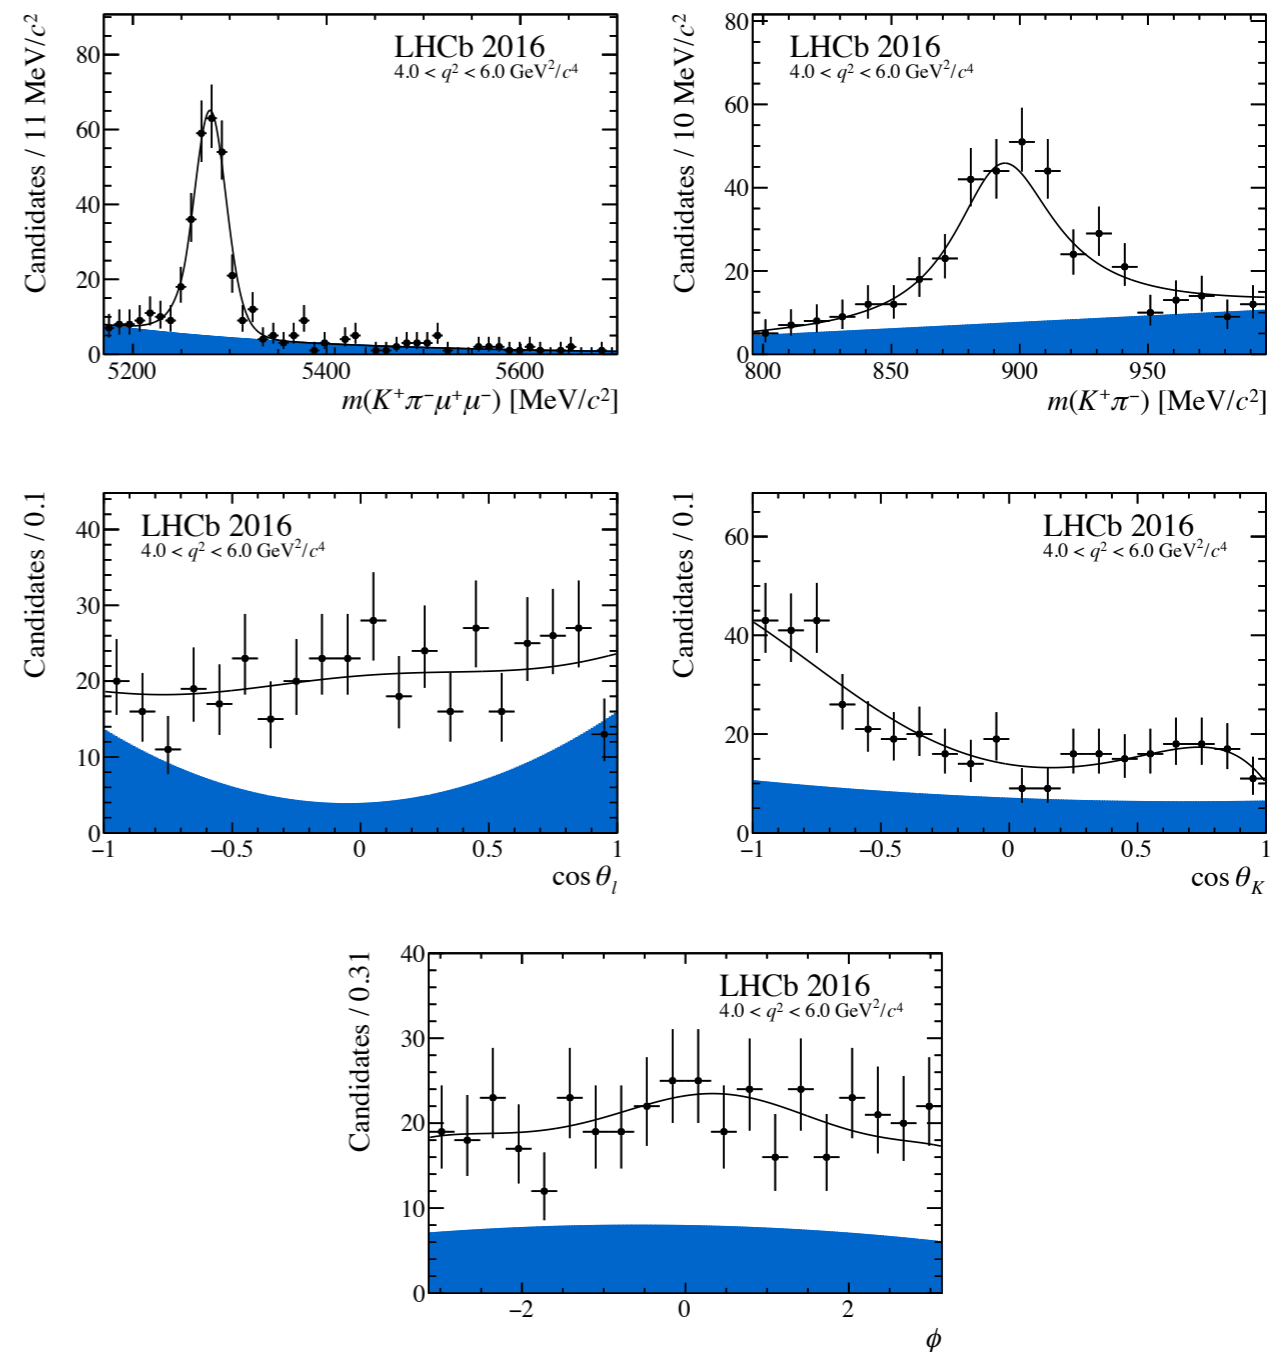 LHCb 2016
4.0 < q² < 6.0 GeV²/c⁴
Candidates / 11 MeV/c²
80
60
40
20
0
5200 5400 5600
m(K⁺π⁻μ⁺μ⁻) [MeV/c²]
LHCb 2016
4.0 < q² < 6.0 GeV²/c⁴
Candidates / 10 MeV/c²
80
60
40
20
0
800 850 900 950
m(K⁺π⁻) [MeV/c²]
LHCb 2016
4.0 < q² < 6.0 GeV²/c⁴
Candidates / 0.1
40
30
20
10
0
−1 −0.5 0 0.5 1
cos θ_l
LHCb 2016
4.0 < q² < 6.0 GeV²/c⁴
Candidates / 0.1
60
40
20
0
−1 −0.5 0 0.5 1
cos θ_K
LHCb 2016
4.0 < q² < 6.0 GeV²/c⁴
Candidates / 0.31
40
30
20
10
0
−2 0 2
ϕ